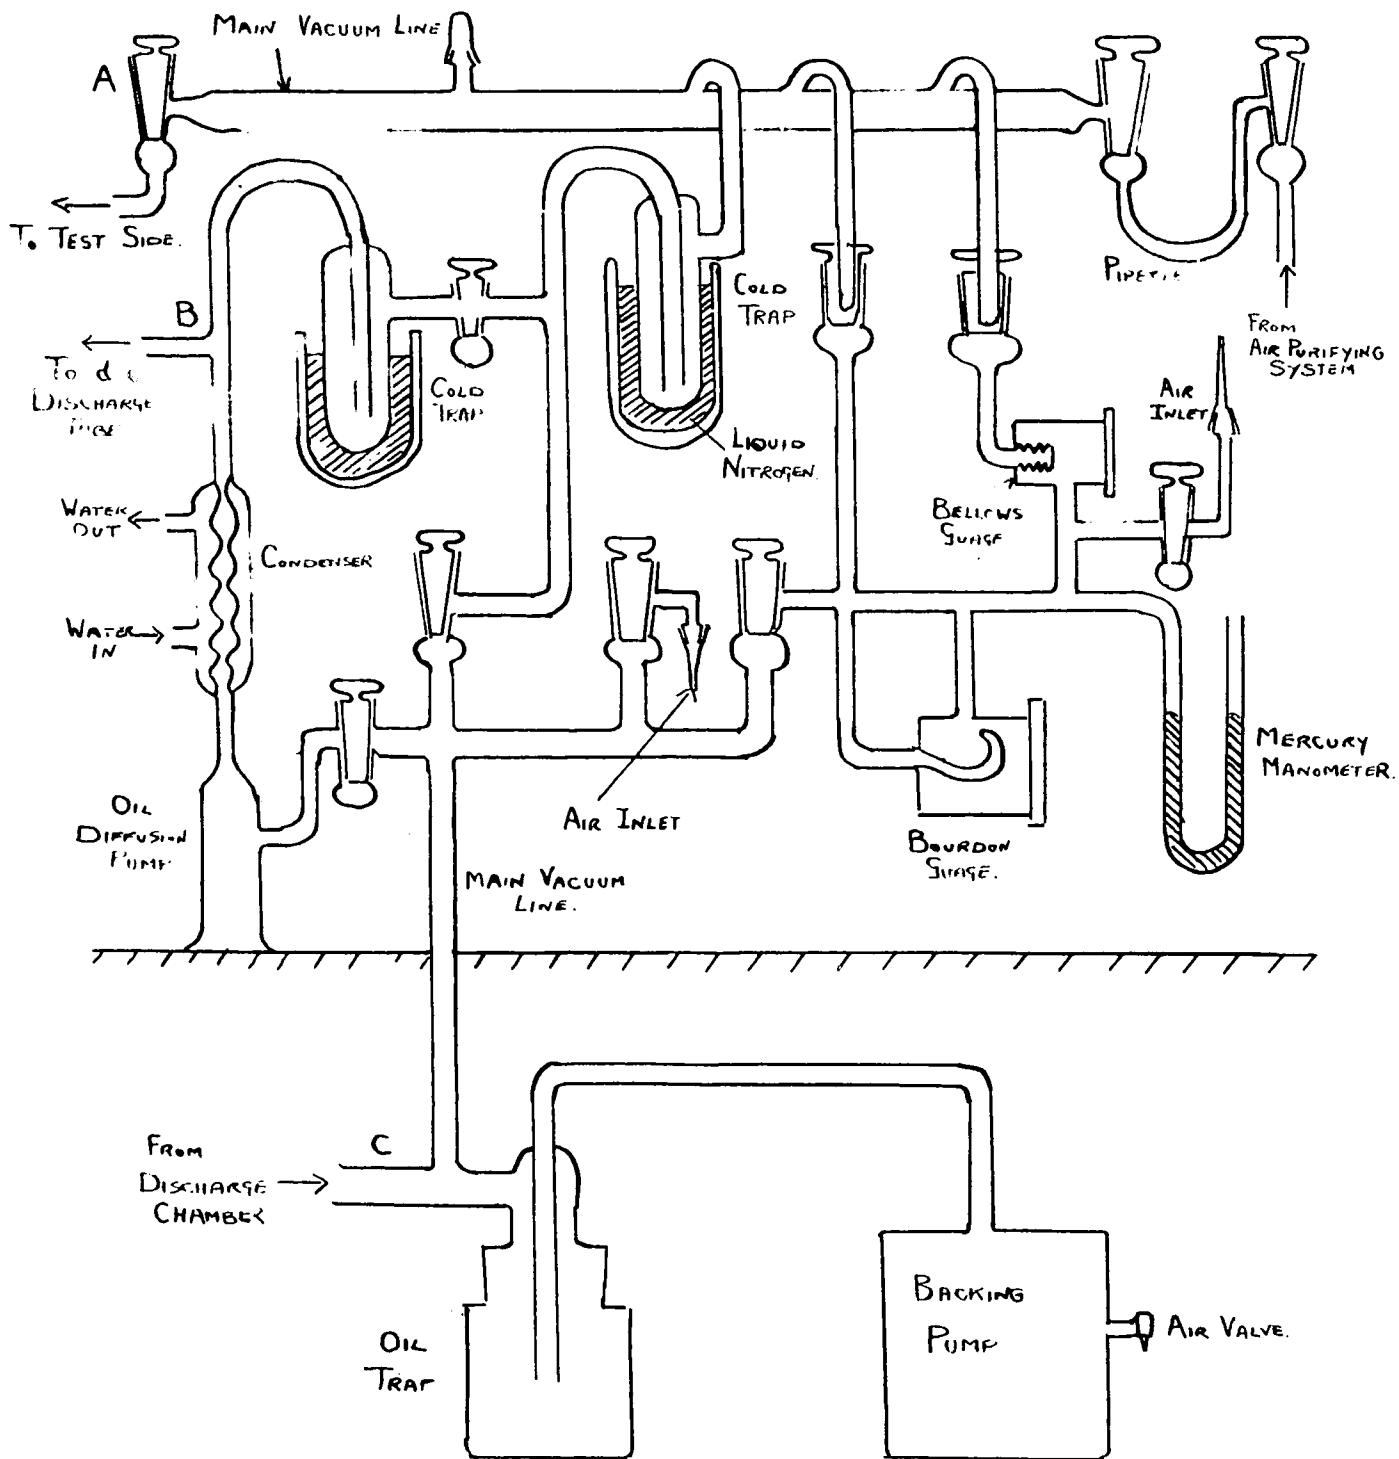 MAIN VACUUM LINE
A
TO TEST SIDE.
B
TO d c
DISCHARGE
TUBE
COLD
TRAP
COLD
TRAP
LIQUID
NITROGEN.
PIPETTE
FROM
AIR PURIFYING
SYSTEM
AIR
INLET
BELLOWS
GUAGE
WATER
OUT
CONDENSER
WATER
IN
OIL
DIFFUSION
PUMP
AIR INLET
MAIN VACUUM
LINE.
BOURDON
GUAGE.
MERCURY
MANOMETER.
C
FROM
DISCHARGE
CHAMBER
OIL
TRAP
BACKING
PUMP
AIR VALVE.